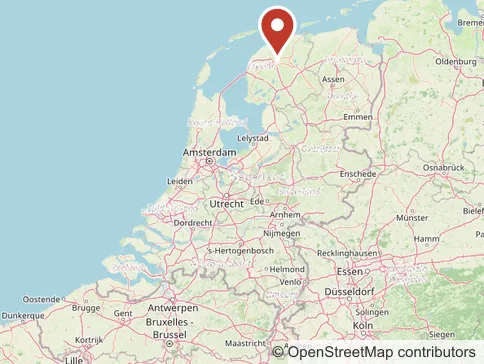 Bremen
Oldenburg
Assen
Emmen
Lelystad
Amsterdam
Osnabrück
Enschede
Leiden
Utrecht
Ede
Bielef
Münster
Arnhem
Dordrecht
Nijmegen
Hamm
's-Hertogenbosch
Recklinghausen
Helmond
Essen
Venlo
Düsseldorf
Oostende
Brugge
Antwerpen
Solingen
Dunkerque
Gent
Bruxelles -
Brussel
Köln
Kortrijk
Maastricht
Lille
© OpenStreetMap contributors